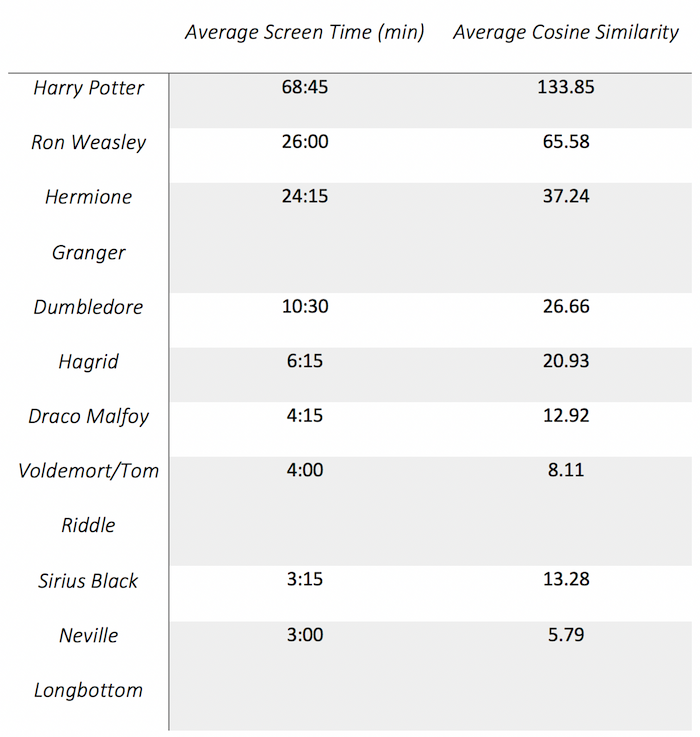 Average Screen Time (min) Average Cosine Similarity
Harry Potter 68:45 133.85
Ron Weasley 26:00 65.58
Hermione 24:15 37.24
Granger
Dumbledore 10:30 26.66
Hagrid 6:15 20.93
Draco Malfoy 4:15 12.92
Voldemort/Tom 4:00 8.11
Riddle
Sirius Black 3:15 13.28
Neville 3:00 5.79
Longbottom